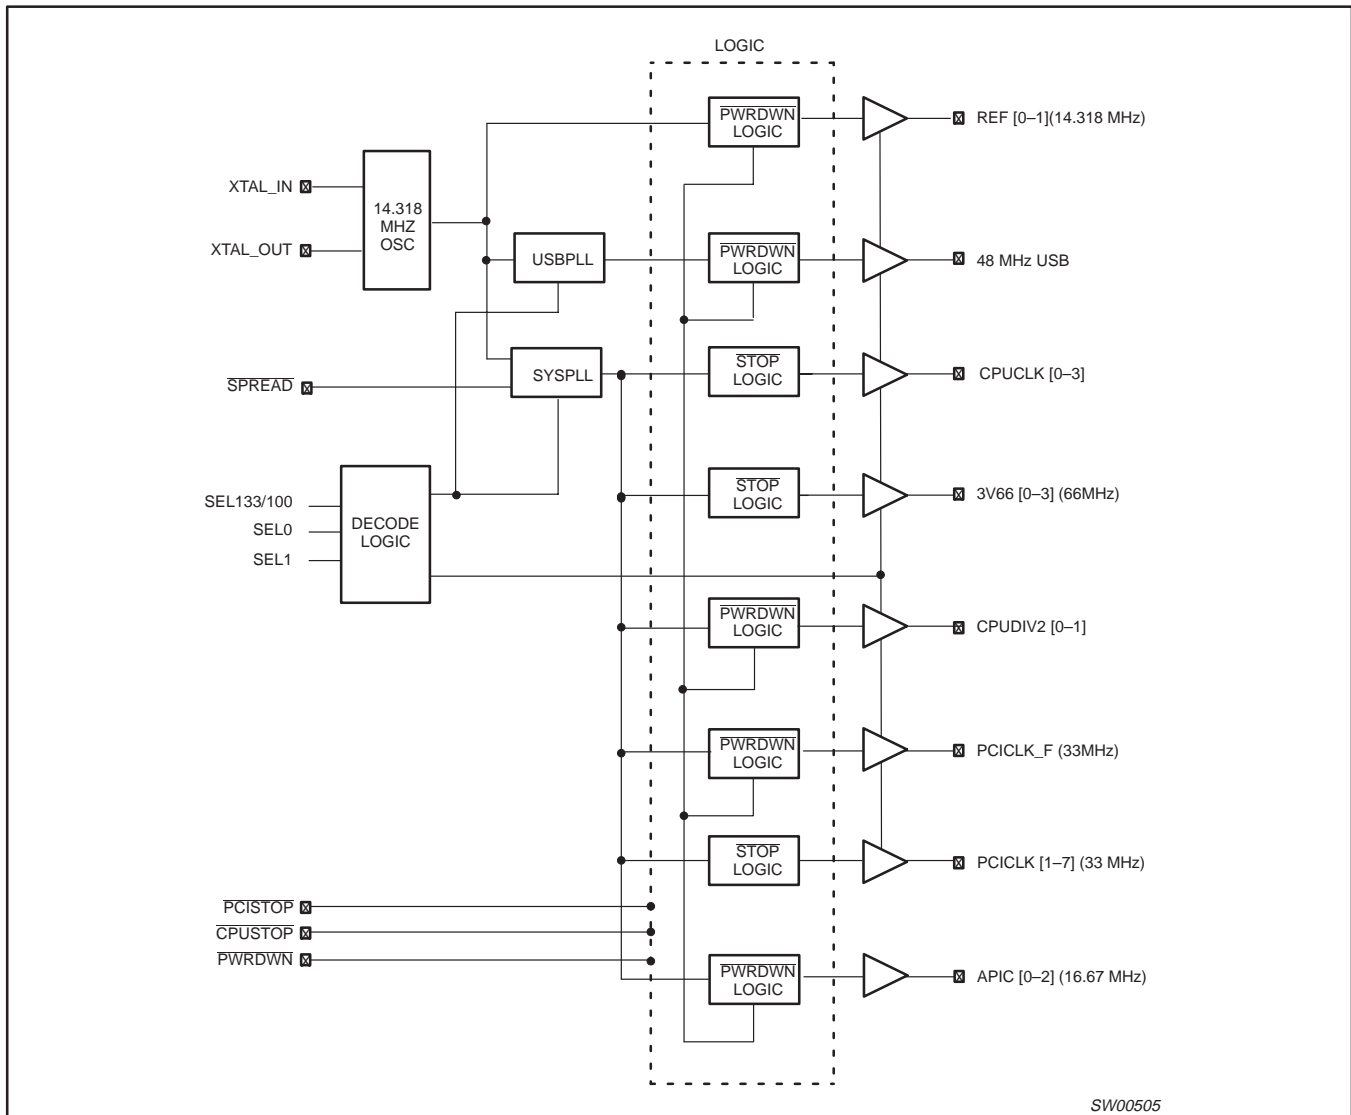 LOGIC
PWRDWN
LOGIC
REF [0–1](14.318 MHz)
XTAL_IN
14.318
MHZ
OSC
XTAL_OUT
USBPLL
PWRDWN
LOGIC
48 MHz USB
SPREAD
SYSPLL
STOP
LOGIC
CPUCLK [0–3]
SEL133/100
SEL0
SEL1
DECODE
LOGIC
STOP
LOGIC
3V66 [0–3] (66MHz)
PWRDWN
LOGIC
CPUDIV2 [0–1]
PWRDWN
LOGIC
PCICLK_F (33MHz)
STOP
LOGIC
PCICLK [1–7] (33 MHz)
PCISTOP
CPUSTOP
PWRDWN
PWRDWN
LOGIC
APIC [0–2] (16.67 MHz)
SW00505